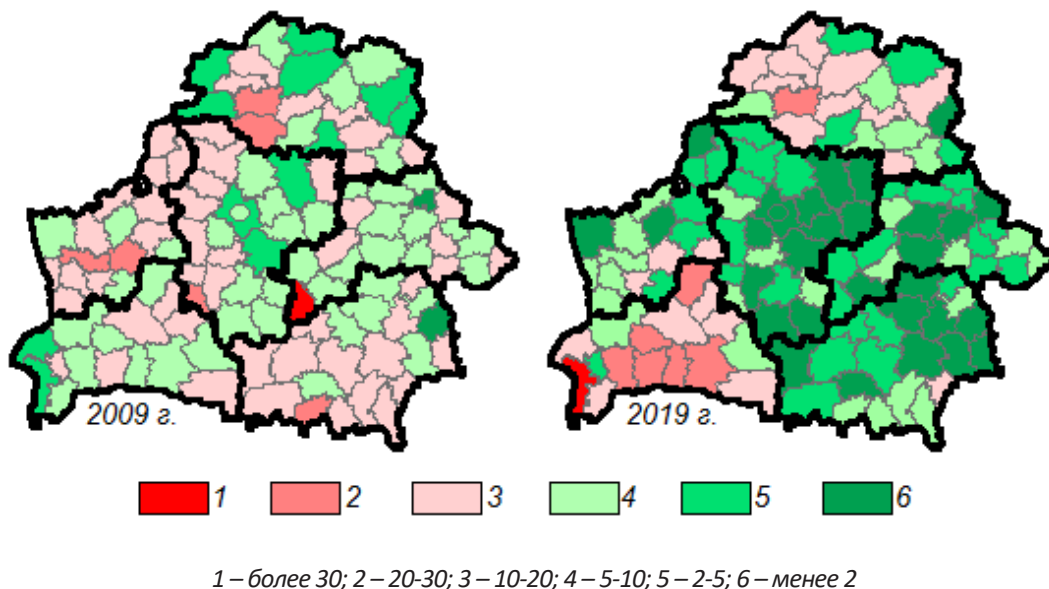 2009 г. 2019 г.
1 2 3 4 5 6
1 – более 30; 2 – 20-30; 3 – 10-20; 4 – 5-10; 5 – 2-5; 6 – менее 2